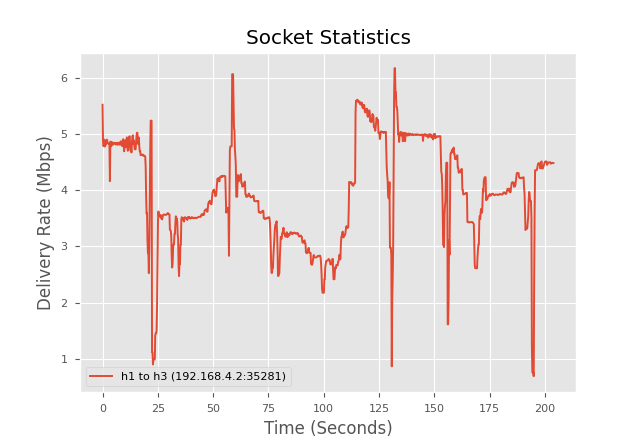 Socket Statistics
Delivery Rate (Mbps)
6
5
4
3
2
1
h1 to h3 (192.168.4.2:35281)
0 25 50 75 100 125 150 175 200
Time (Seconds)